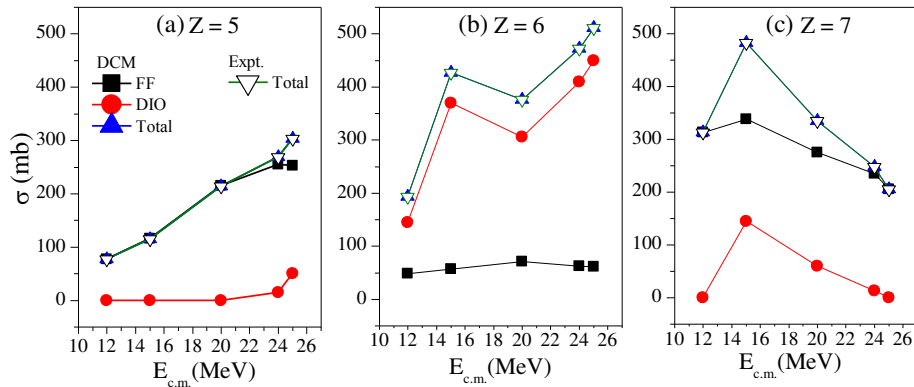 (a) Z = 5
(b) Z = 6
(c) Z = 7
DCM
Expt.
FF
Total
DIO
Total
σ (mb)
500
400
300
200
100
0
500
400
300
200
100
0
500
400
300
200
100
0
10 12 14 16 18 20 22 24 26
10 12 14 16 18 20 22 24 26
10 12 14 16 18 20 22 24 26
E c.m. (MeV)
E c.m. (MeV)
E c.m. (MeV)